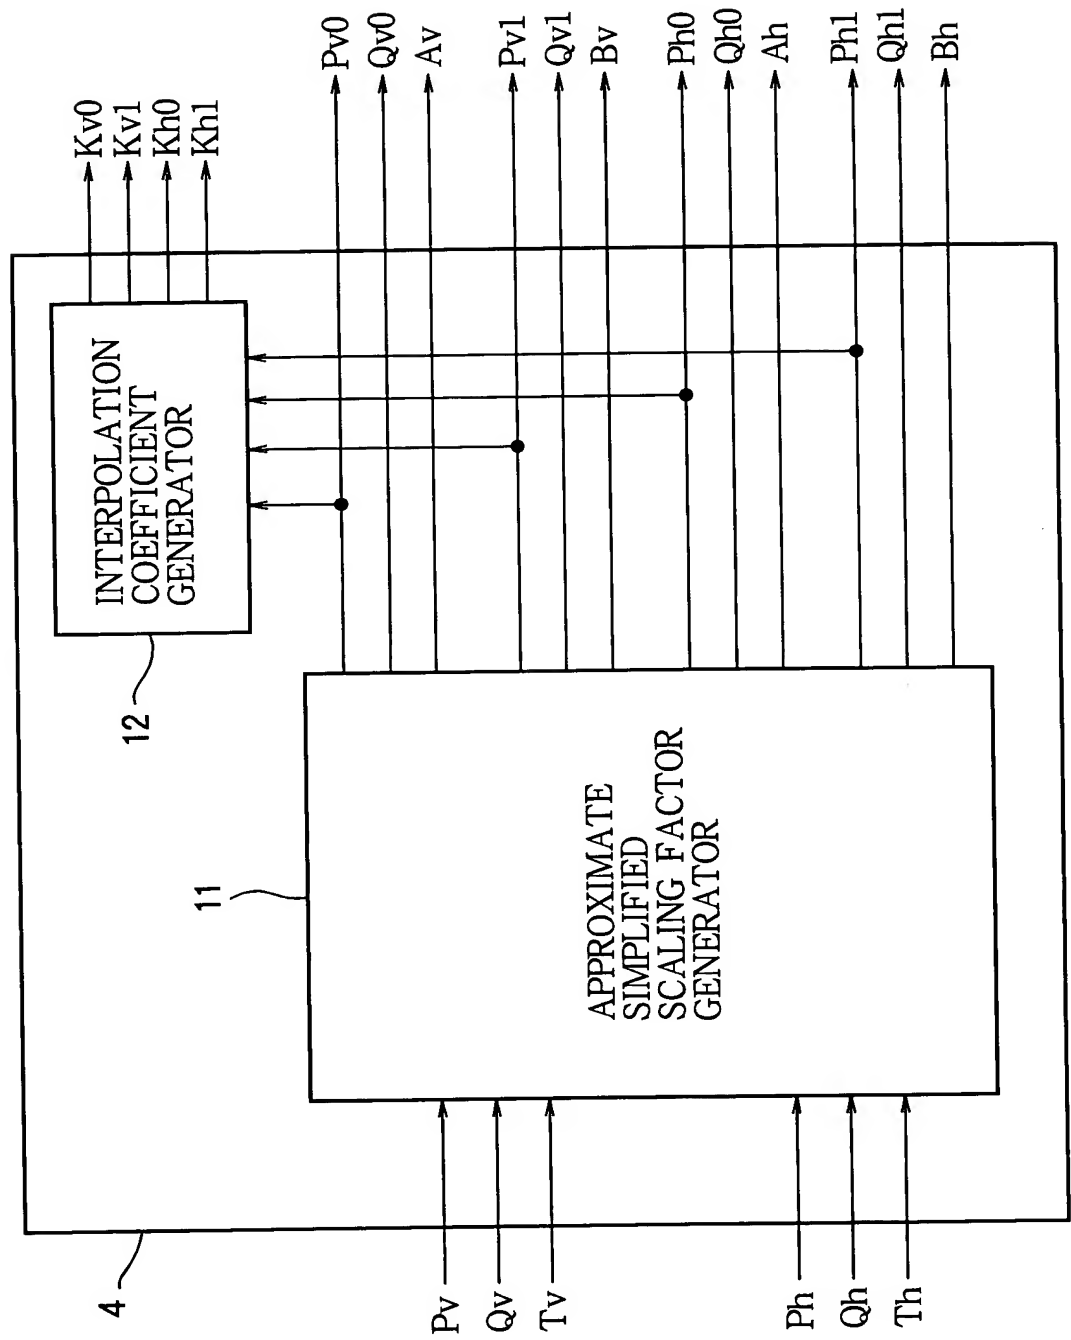 4
Pv
Qv
Tv
Ph
Qh
Th
11
APPROXIMATE
SIMPLIFIED
SCALING FACTOR
GENERATOR
12
INTERPOLATION
COEFFICIENT
GENERATOR
Kv0
Kv1
Kh0
Kh1
Pv0
Qv0
Av
Pv1
Qv1
Bv
Ph0
Qh0
Ah
Ph1
Qh1
Bh